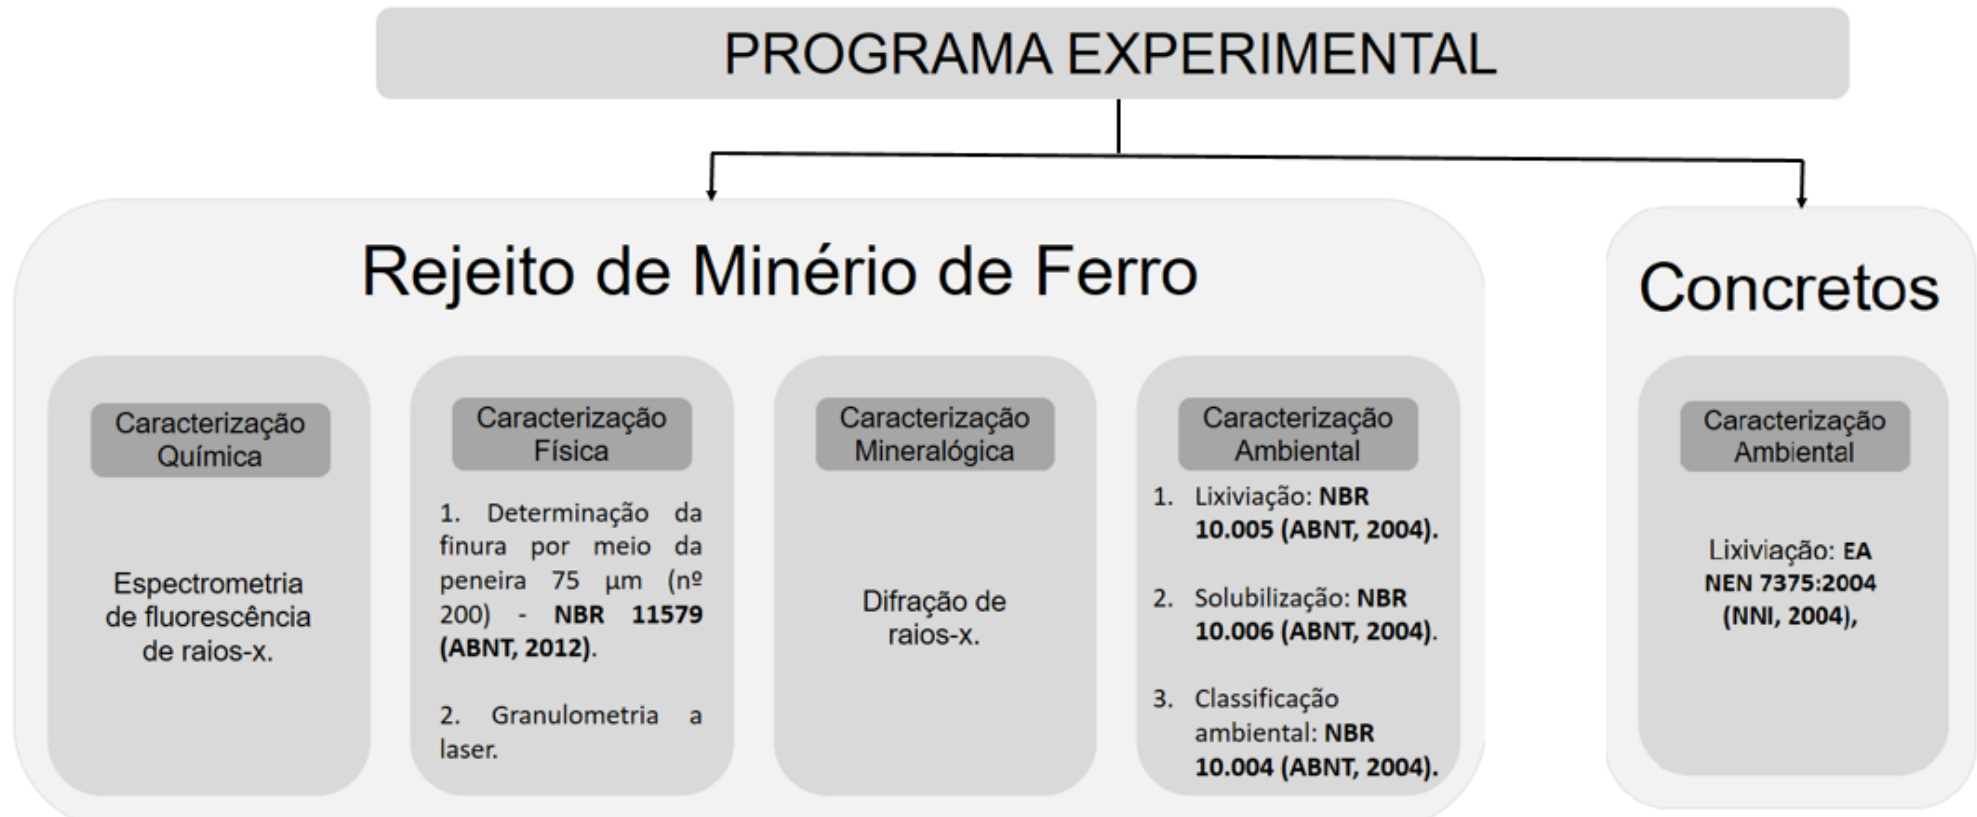 PROGRAMA EXPERIMENTAL
Rejeito de Minério de Ferro
Caracterização
Química
Espectrometria
de fluorescência
de raios-x.
Caracterização
Física
1. Determinação da
finura por meio da
peneira 75 µm (nº
200) - NBR 11579
(ABNT, 2012).
2. Granulometria a
laser.
Caracterização
Mineralógica
Difração de
raios-x.
Caracterização
Ambiental
1. Lixiviação: NBR
10.005 (ABNT, 2004).
2. Solubilização: NBR
10.006 (ABNT, 2004).
3. Classificação
ambiental: NBR
10.004 (ABNT, 2004).
Concretos
Caracterização
Ambiental
Lixiviação: EA
NEN 7375:2004
(NNI, 2004),